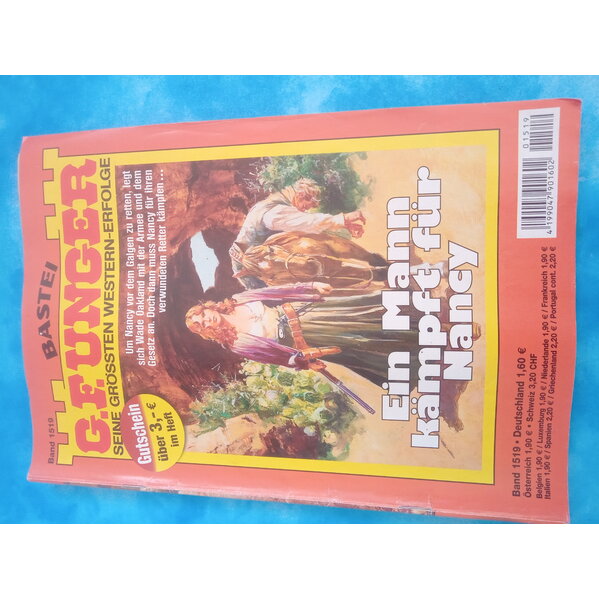 Band 1519
BASTEI
G.F. UNGER
SEINE GRÖSSTEN WESTERN-ERFOLGE
Gutschein
über 3,- €
im Heft
Um Nancy vor dem Galgen zu retten, legt
sich Wade Oakland mit der Armee und dem
Gesetz an. Doch dann muss Nancy für ihren
verwundeten Retter kämpfen...
Ein Mann
kämpft für
Nancy
Band 1519 • Deutschland 1,60 €
Österreich 1,90 € • Schweiz 3,20 CHF
Belgien 1,90 € / Luxemburg 1,90 € / Niederlande 1,90 € / Frankreich 1,90 €
Italien 1,90 € / Spanien 2,20 € / Griechenland 2,20 € / Portugal cont. 2,20 €
01519
4 199047 901602